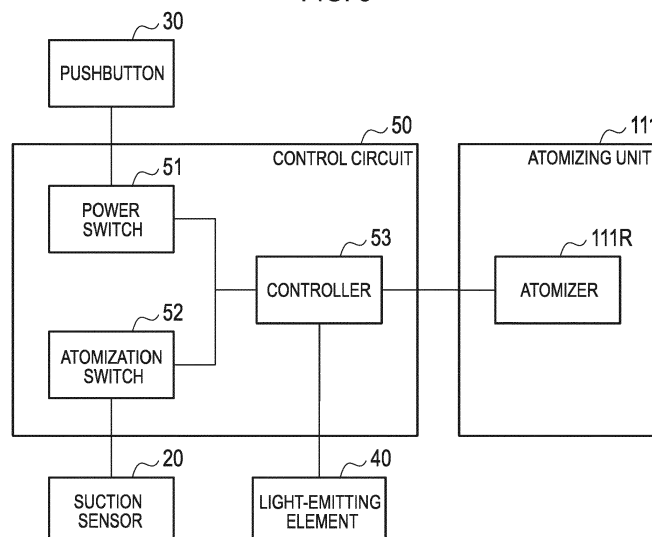 30
PUSHBUTTON
50
CONTROL CIRCUIT
111
ATOMIZING UNIT
51
POWER
SWITCH
53
CONTROLLER
111R
ATOMIZER
52
ATOMIZATION
SWITCH
20
SUCTION
SENSOR
40
LIGHT-EMITTING
ELEMENT